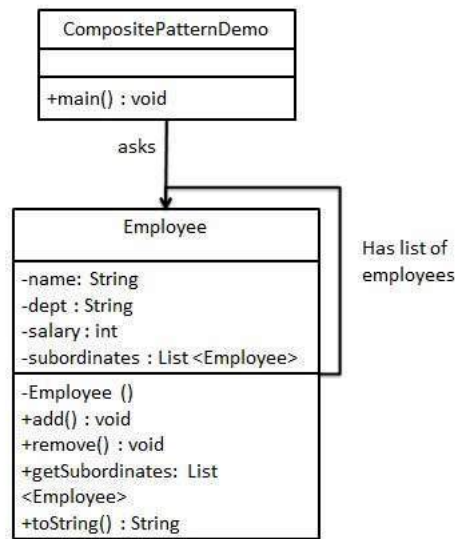 CompositePatternDemo
+main() : void
asks
Employee
-name: String
-dept : String
-salary : int
-subordinates : List <Employee>
Has list of
employees
-Employee ()
+add() : void
+remove() : void
+getSubordinates: List
<Employee>
+toString() : String